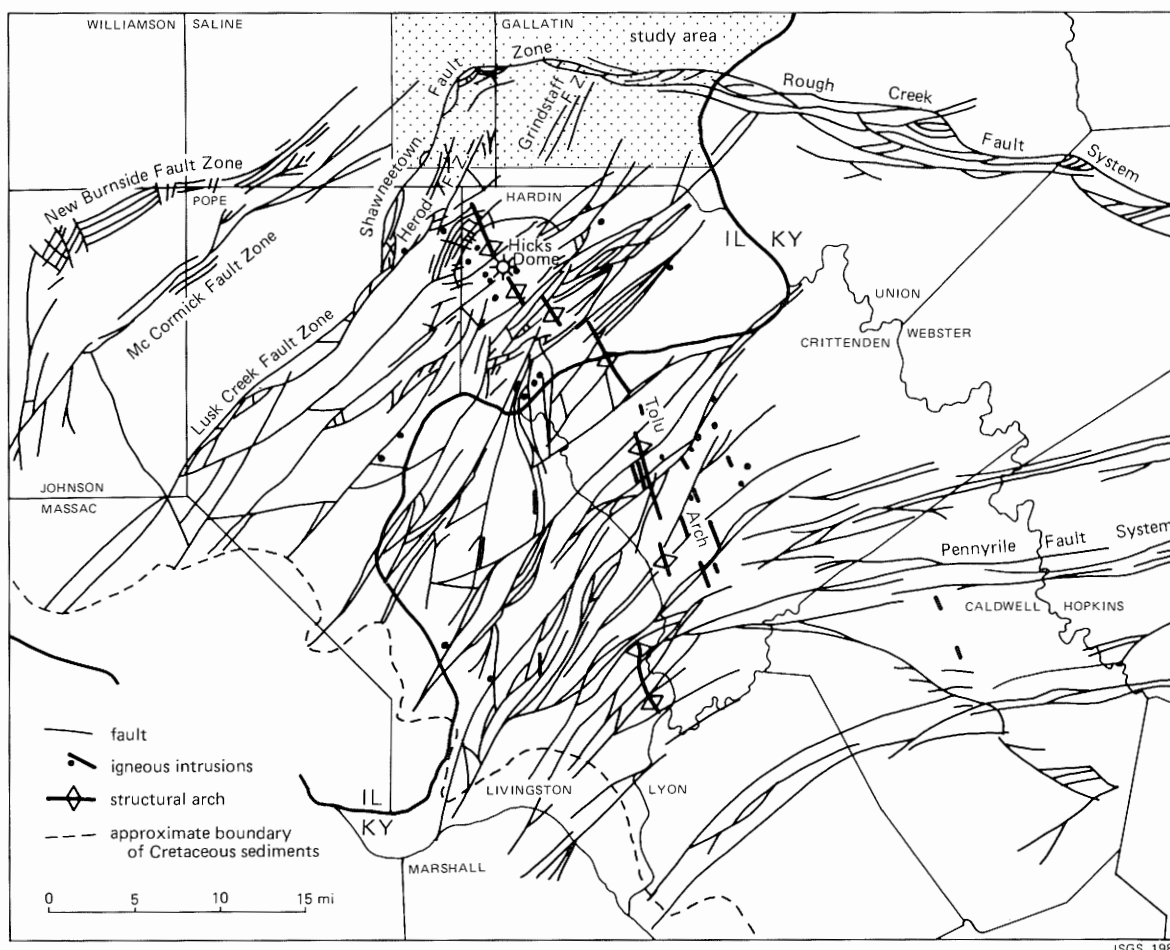 WILLIAMSON
SALINE
GALLATIN
study area
Shawneetown Fault Zone
Rough Creek Fault System
Grindstaff F. Z.
New Burnside Fault Zone
Herod F. Z.
POPE
HARDIN
Mc Cormick Fault Zone
Hicks
Dome
IL KY
UNION
WEBSTER
CRITTENDEN
Lusk Creek Fault Zone
Tolu Arch
JOHNSON
MASSAC
Pennyrile Fault System
CALDWELL
HOPKINS
fault
igneous intrusions
structural arch
approximate boundary
of Cretaceous sediments
IL
KY
LIVINGSTON
LYON
MARSHALL
0 5 10 15 mi